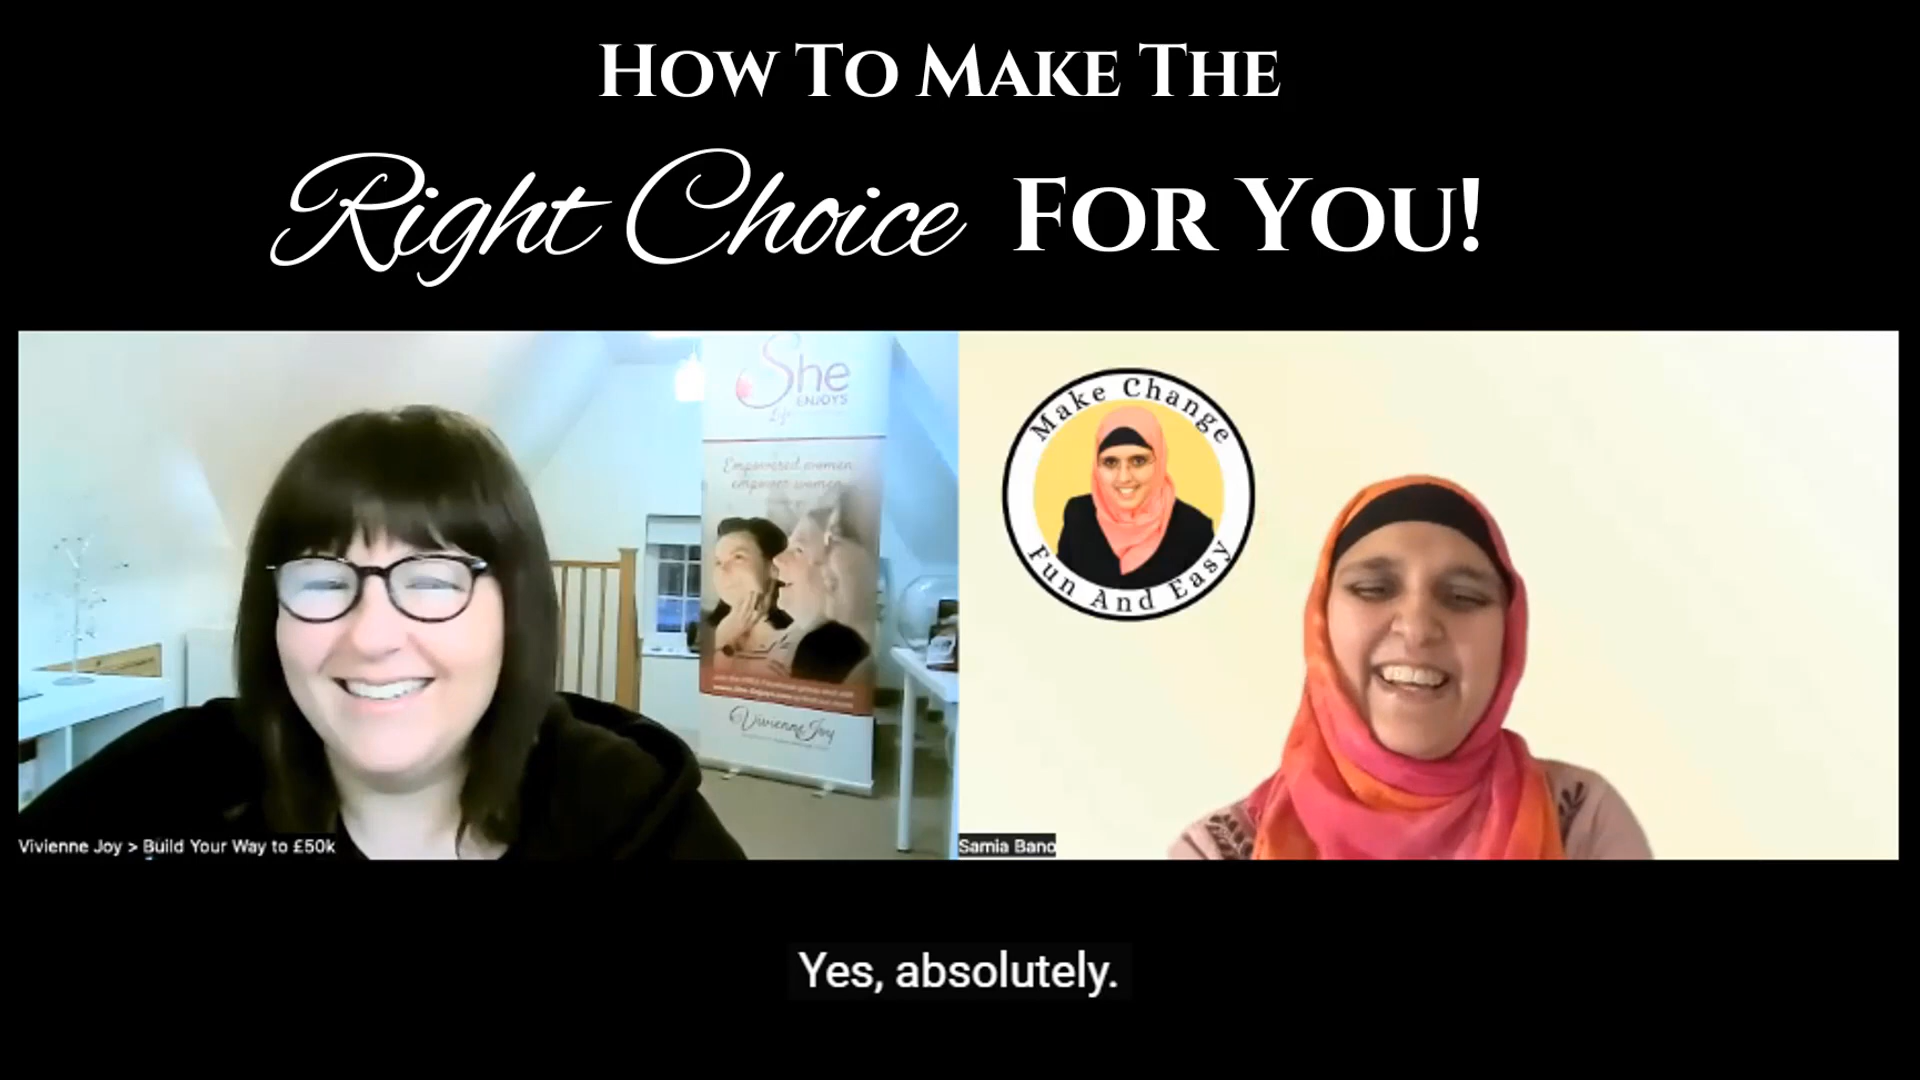 How To Make The
Right Choice For You!
She
ENJOYS
Life
Empowered women
empower women
Vivienne Joy
Make Change
Fun And Easy
Vivienne Joy > Build Your Way to £50k
Samia Bano
Yes, absolutely.